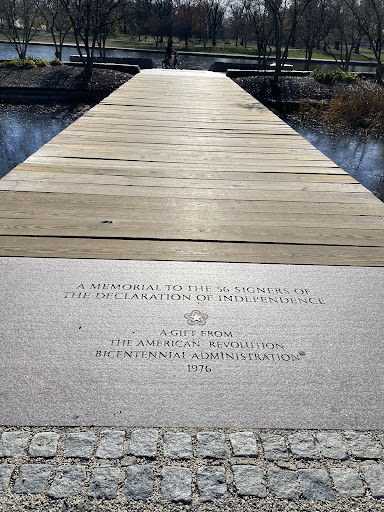 A MEMORIAL TO THE 56 SIGNERS OF
THE DECLARATION OF INDEPENDENCE
A GIFT FROM
THE AMERICAN REVOLUTION
BICENTENNIAL ADMINISTRATION
1976